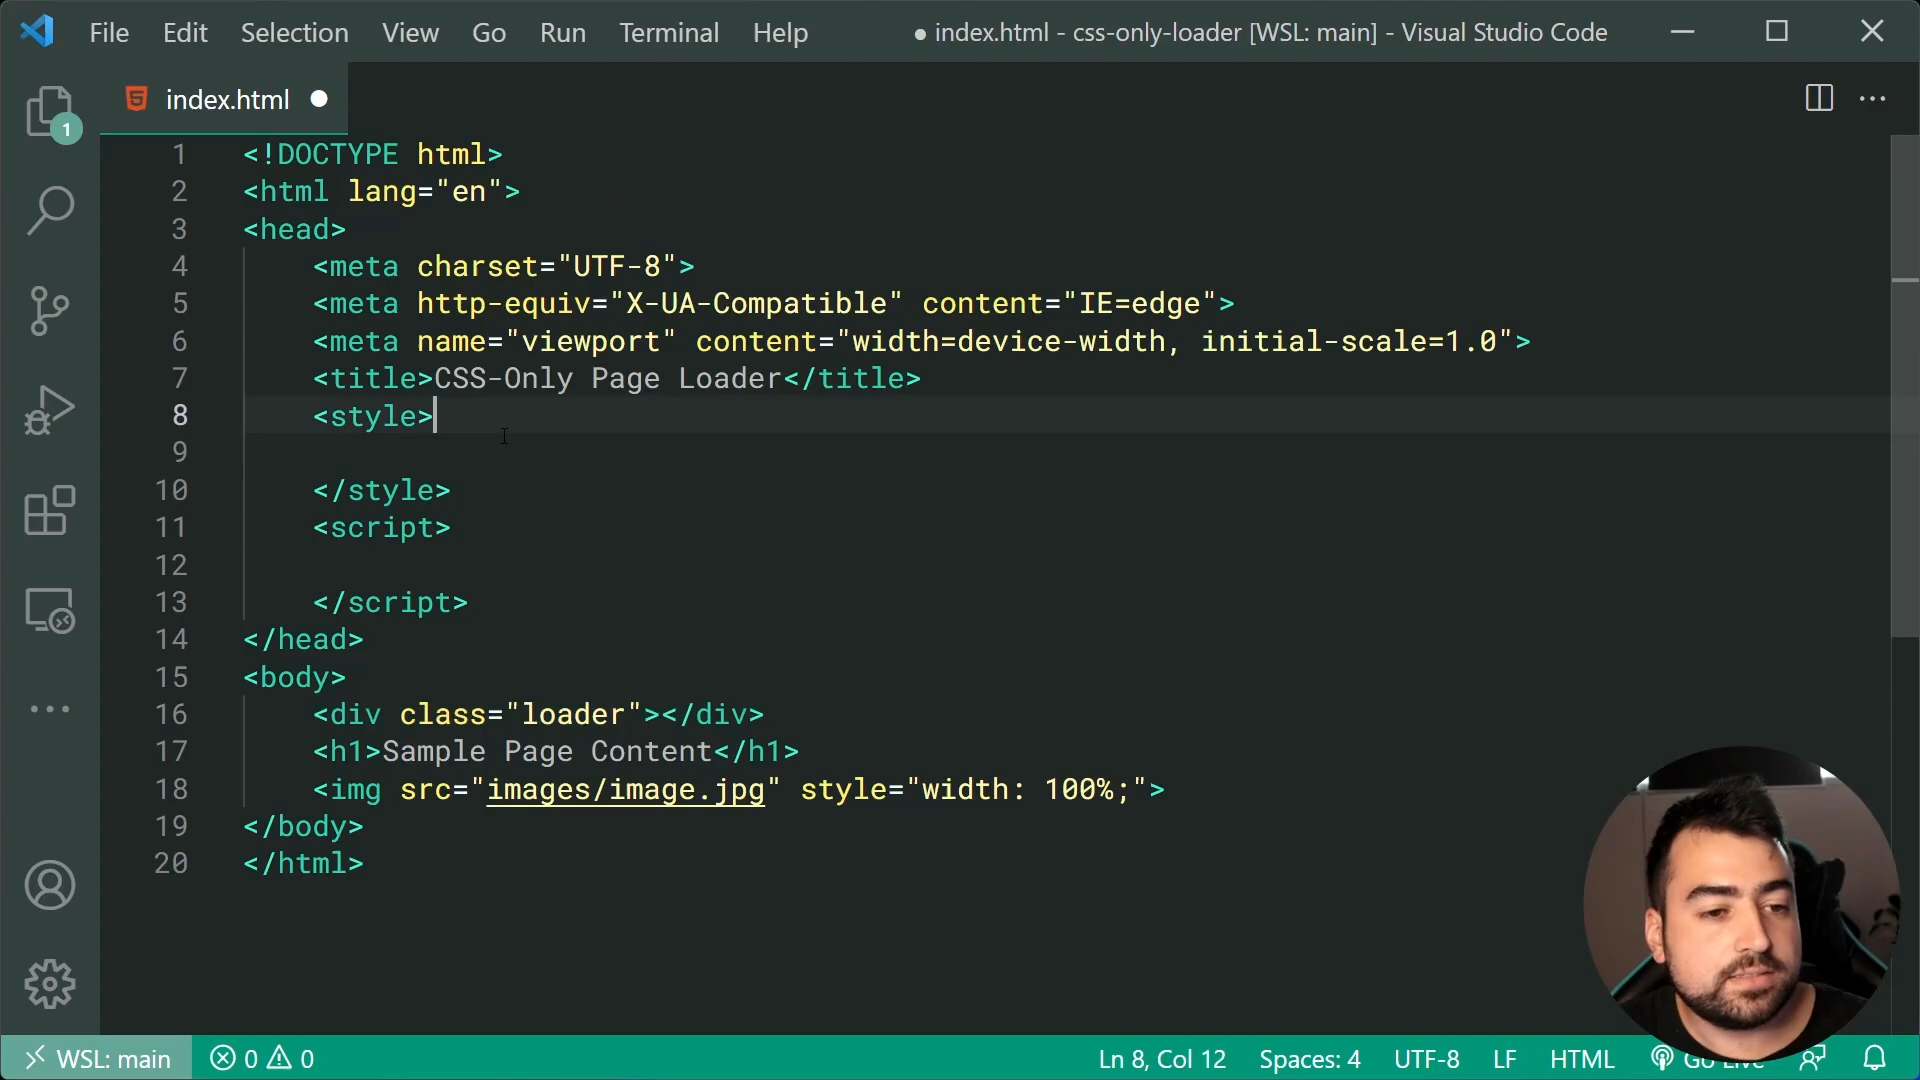 File Edit Selection View Go Run Terminal Help ● index.html - css-only-loader [WSL: main] - Visual Studio Code
index.html ●
1
1 <!DOCTYPE html>
2 <html lang="en">
3 <head>
4     <meta charset="UTF-8">
5     <meta http-equiv="X-UA-Compatible" content="IE=edge">
6     <meta name="viewport" content="width=device-width, initial-scale=1.0">
7     <title>CSS-Only Page Loader</title>
8     <style>
9
10     </style>
11     <script>
12
13     </script>
14 </head>
15 <body>
16     <div class="loader"></div>
17     <h1>Sample Page Content</h1>
18     <img src="images/image.jpg" style="width: 100%;">
19 </body>
20 </html>
WSL: main 0 0 Ln 8, Col 12 Spaces: 4 UTF-8 LF HTML Go Live